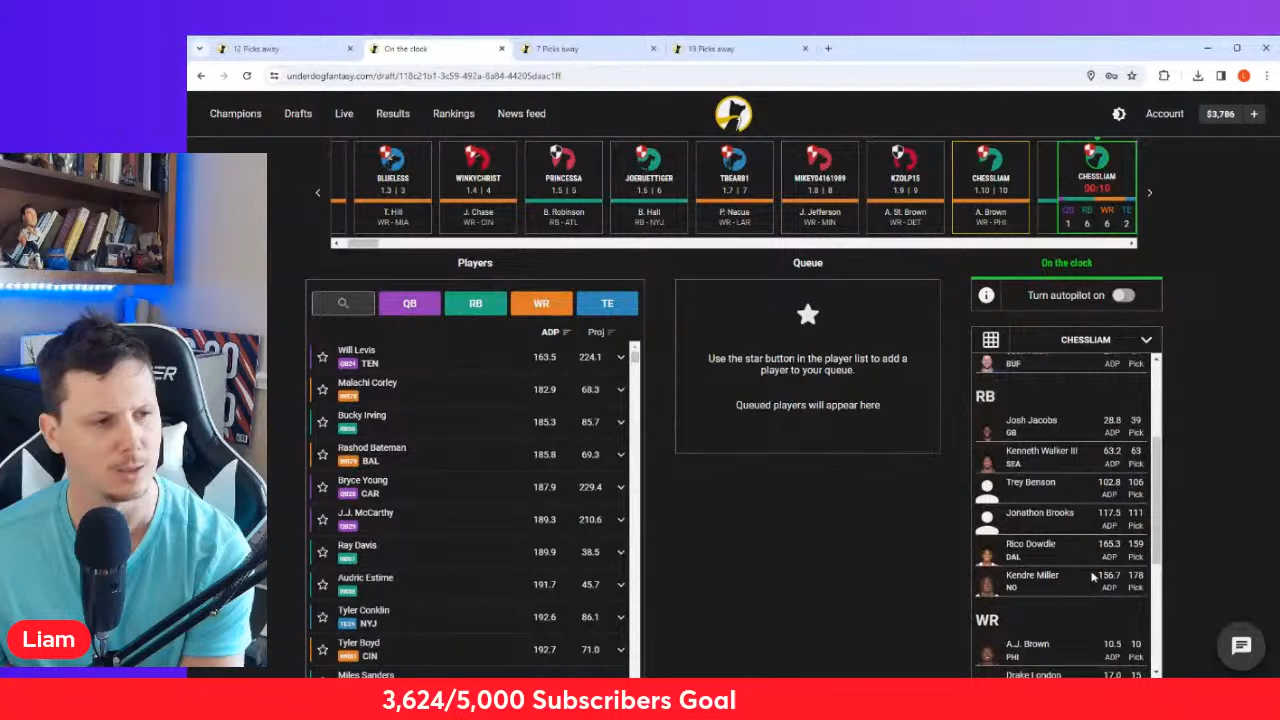 12 Picks away
On the clock
7 Picks away
19 Picks away
underdogfantasy.com/draft/118c21b1-3c59-492a-8a84-44205daac1ff
Champions Drafts Live Results Rankings News feed
Account $3,786 +
BLUELESS
1.3 | 3
T. Hill
WR - MIA
WINKYCHRIST
1.4 | 4
J. Chase
WR - CIN
PRINCESSA
1.5 | 5
B. Robinson
RB - ATL
JOERUETTIGER
1.6 | 6
B. Hall
RB - NYJ
TBEAR81
1.7 | 7
P. Nacua
WR - LAR
MIKEY04161989
1.8 | 8
J. Jefferson
WR - MIN
KZOLP15
1.9 | 9
A. St. Brown
WR - DET
CHESSLIAM
1.10 | 10
A. Brown
WR - PHI
CHESSLIAM
00:10
QB RB WR TE
1 6 6 2
Players
QB RB WR TE
ADP Proj
Will Levis
QB24 TEN
163.5 224.1
Malachi Corley
182.9 68.3
Bucky Irving
185.3 85.7
Rashod Bateman
BAL
185.8 69.3
Bryce Young
CAR
187.9 229.4
J.J. McCarthy
QB29
189.3 210.6
Ray Davis
189.9 38.5
Audric Estime
191.7 45.7
Tyler Conklin
NYJ
192.6 86.1
Tyler Boyd
CIN
192.7 71.0
Miles Sanders
Queue
Use the star button in the player list to add a
player to your queue.
Queued players will appear here
On the clock
Turn autopilot on
CHESSLIAM
BUF ADP Pick
RB
Josh Jacobs 28.8 39
GB ADP Pick
Kenneth Walker III 63.2 63
SEA ADP Pick
Trey Benson 102.8 106
ADP Pick
Jonathon Brooks 117.5 111
ADP Pick
Rico Dowdle 165.3 159
DAL ADP Pick
Kendre Miller 156.7 178
NO ADP Pick
WR
A.J. Brown 10.5 10
PHI ADP Pick
Drake London 17.0 15
Liam
3,624/5,000 Subscribers Goal